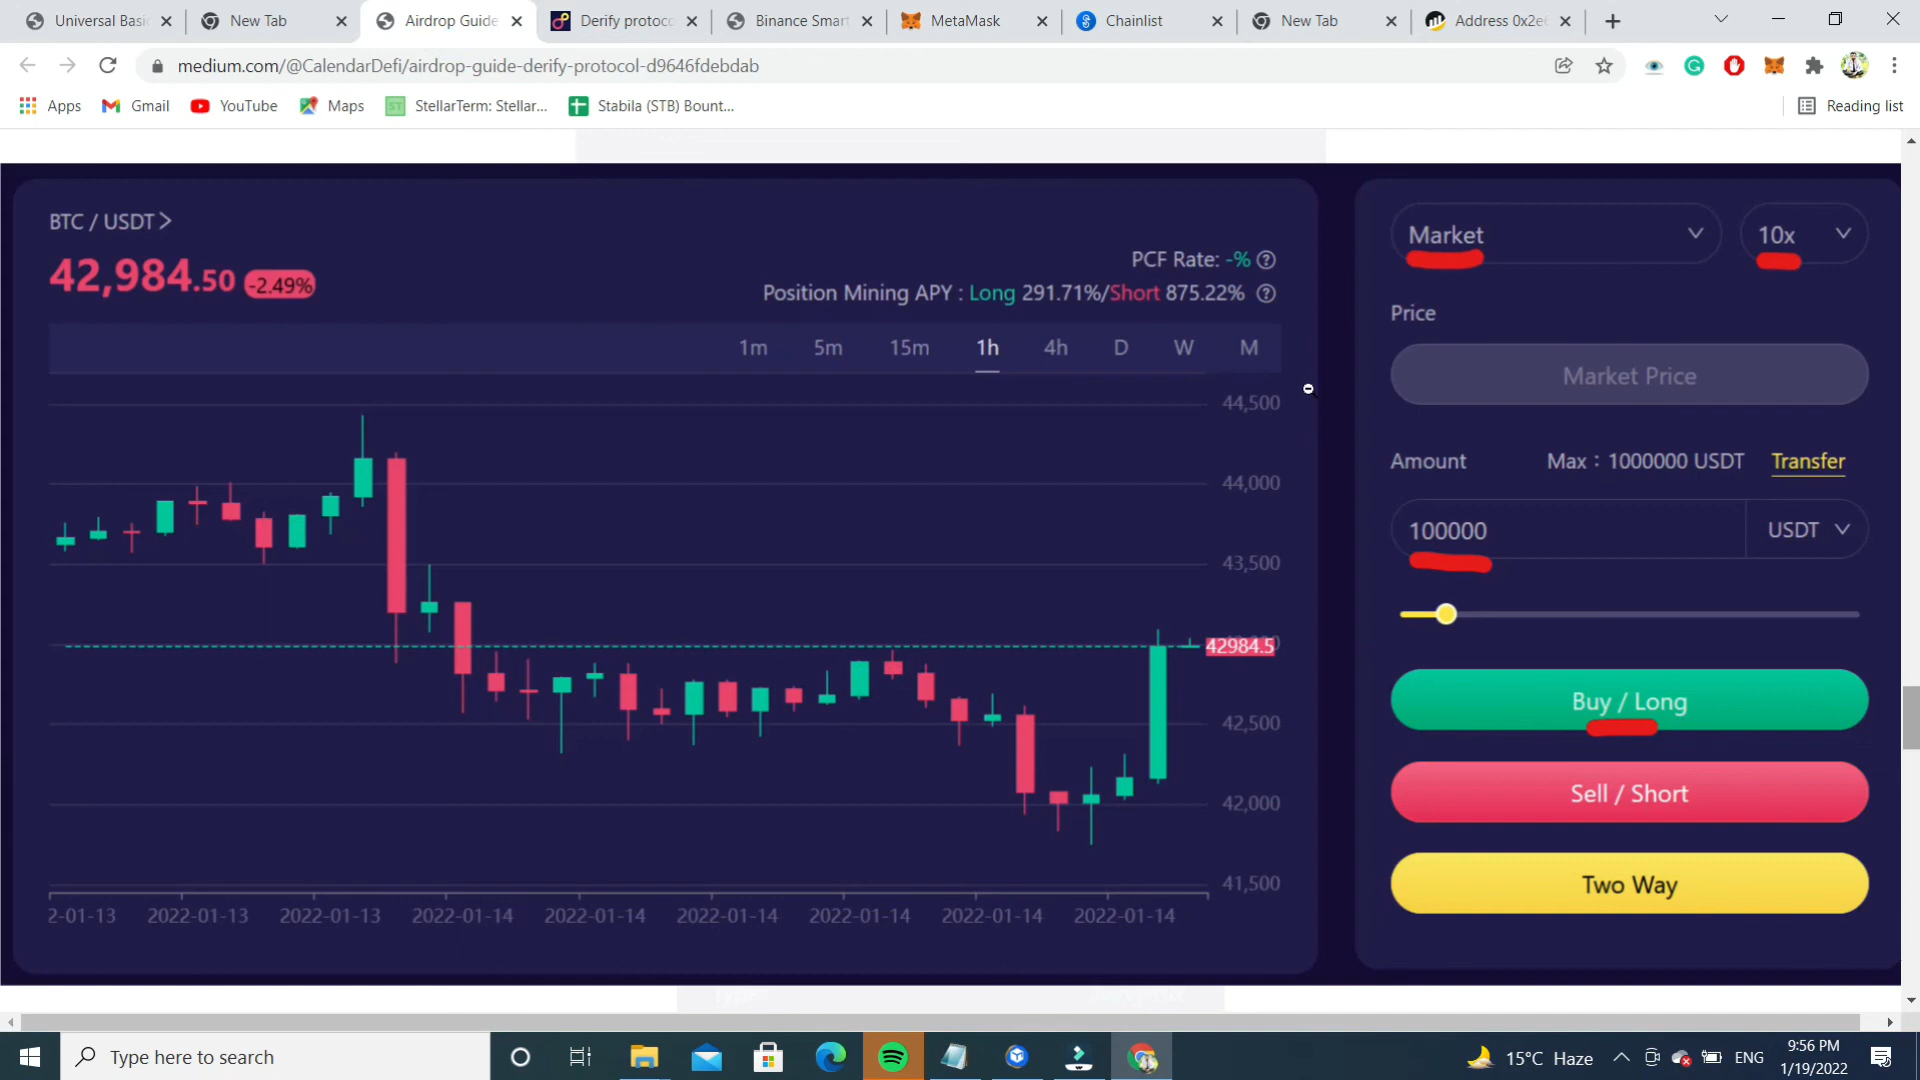 Universal Basi
New Tab
Airdrop Guide
Derify protoco
Binance Smart
MetaMask
Chainlist
New Tab
Address 0x2e
medium.com/@CalendarDefi/airdrop-guide-derify-protocol-d9646fdebdab
Apps
Gmail
YouTube
Maps
StellarTerm: Stellar...
Stabila (STB) Bount...
Reading list
BTC / USDT >
42,984.50 -2.49%
PCF Rate: -%
Position Mining APY : Long 291.71%/Short 875.22%
1m 5m 15m 1h 4h D W M
44,500
44,000
43,500
42984.5
42,500
42,000
41,500
2-01-13 2022-01-13 2022-01-13 2022-01-14 2022-01-14 2022-01-14 2022-01-14 2022-01-14 2022-01-14
Market
10x
Price
Market Price
Amount Max : 1000000 USDT Transfer
100000 USDT
Buy / Long
Sell / Short
Two Way
Type here to search
15°C Haze
ENG
9:56 PM
1/19/2022